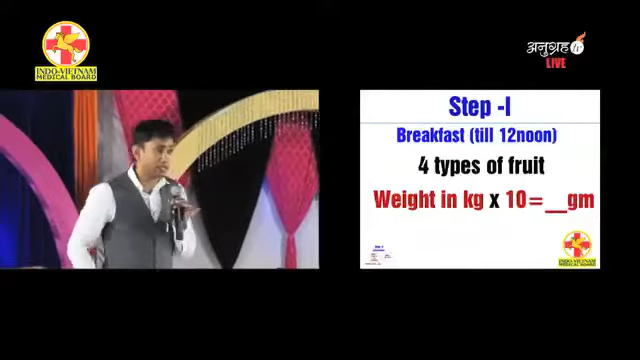 INDO-VIETNAM
MEDICAL BOARD
अनुग्रह
LIVE
Step -I
Breakfast (till 12noon)
4 types of fruit
Weight in kg x 10=__gm
INDO-VIETNAM
MEDICAL BOARD